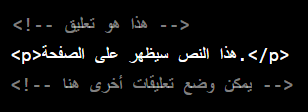 <!-- هذا هو تعليق -->
<p>هذا النص سيظهر على الصفحة.</p>
<!-- يمكن وضع تعليقات أخرى هنا -->